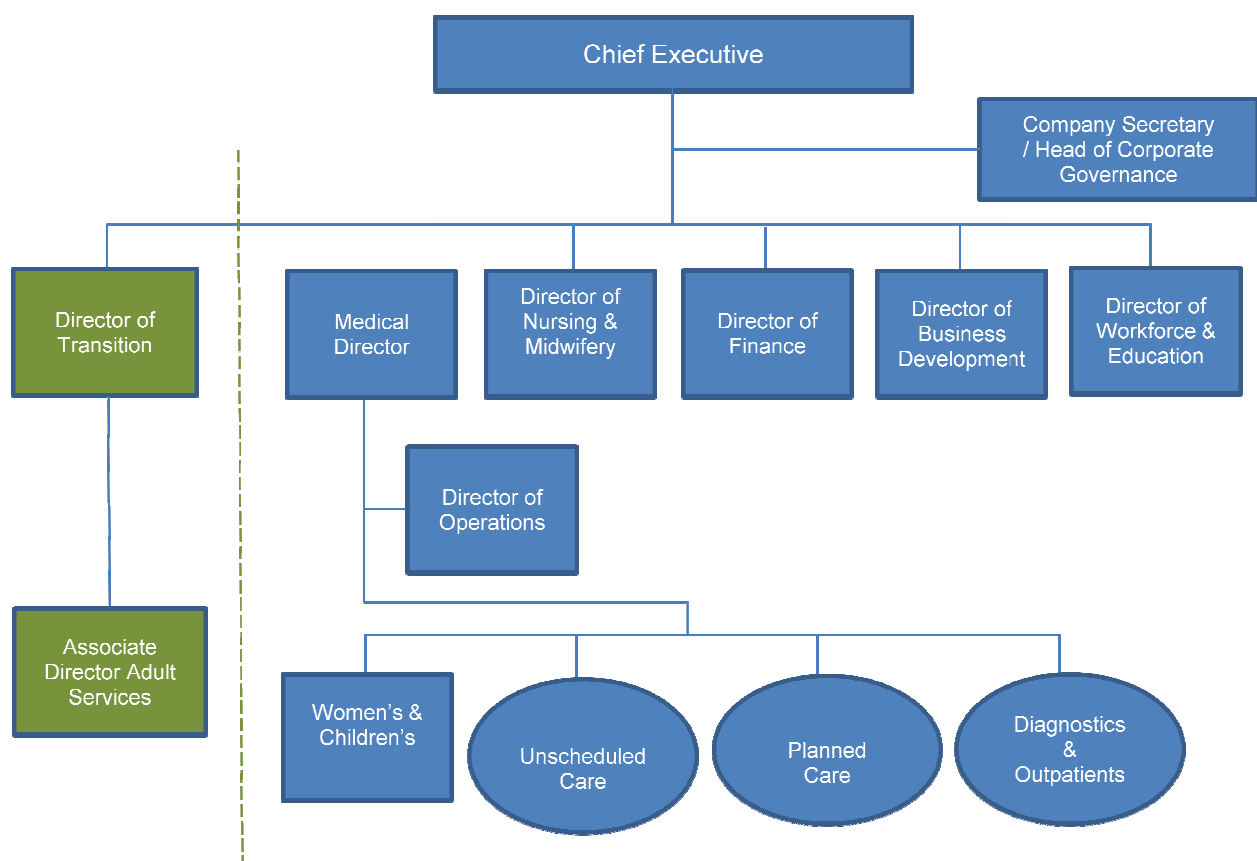 Chief Executive
Company Secretary
/ Head of Corporate
Governance
Director of
Transition
Medical
Director
Director of
Nursing &
Midwifery
Director of
Finance
Director of
Business
Development
Director of
Workforce &
Education
Director of
Operations
Associate
Director Adult
Services
Women’s &
Children’s
Unscheduled
Care
Planned
Care
Diagnostics
&
Outpatients